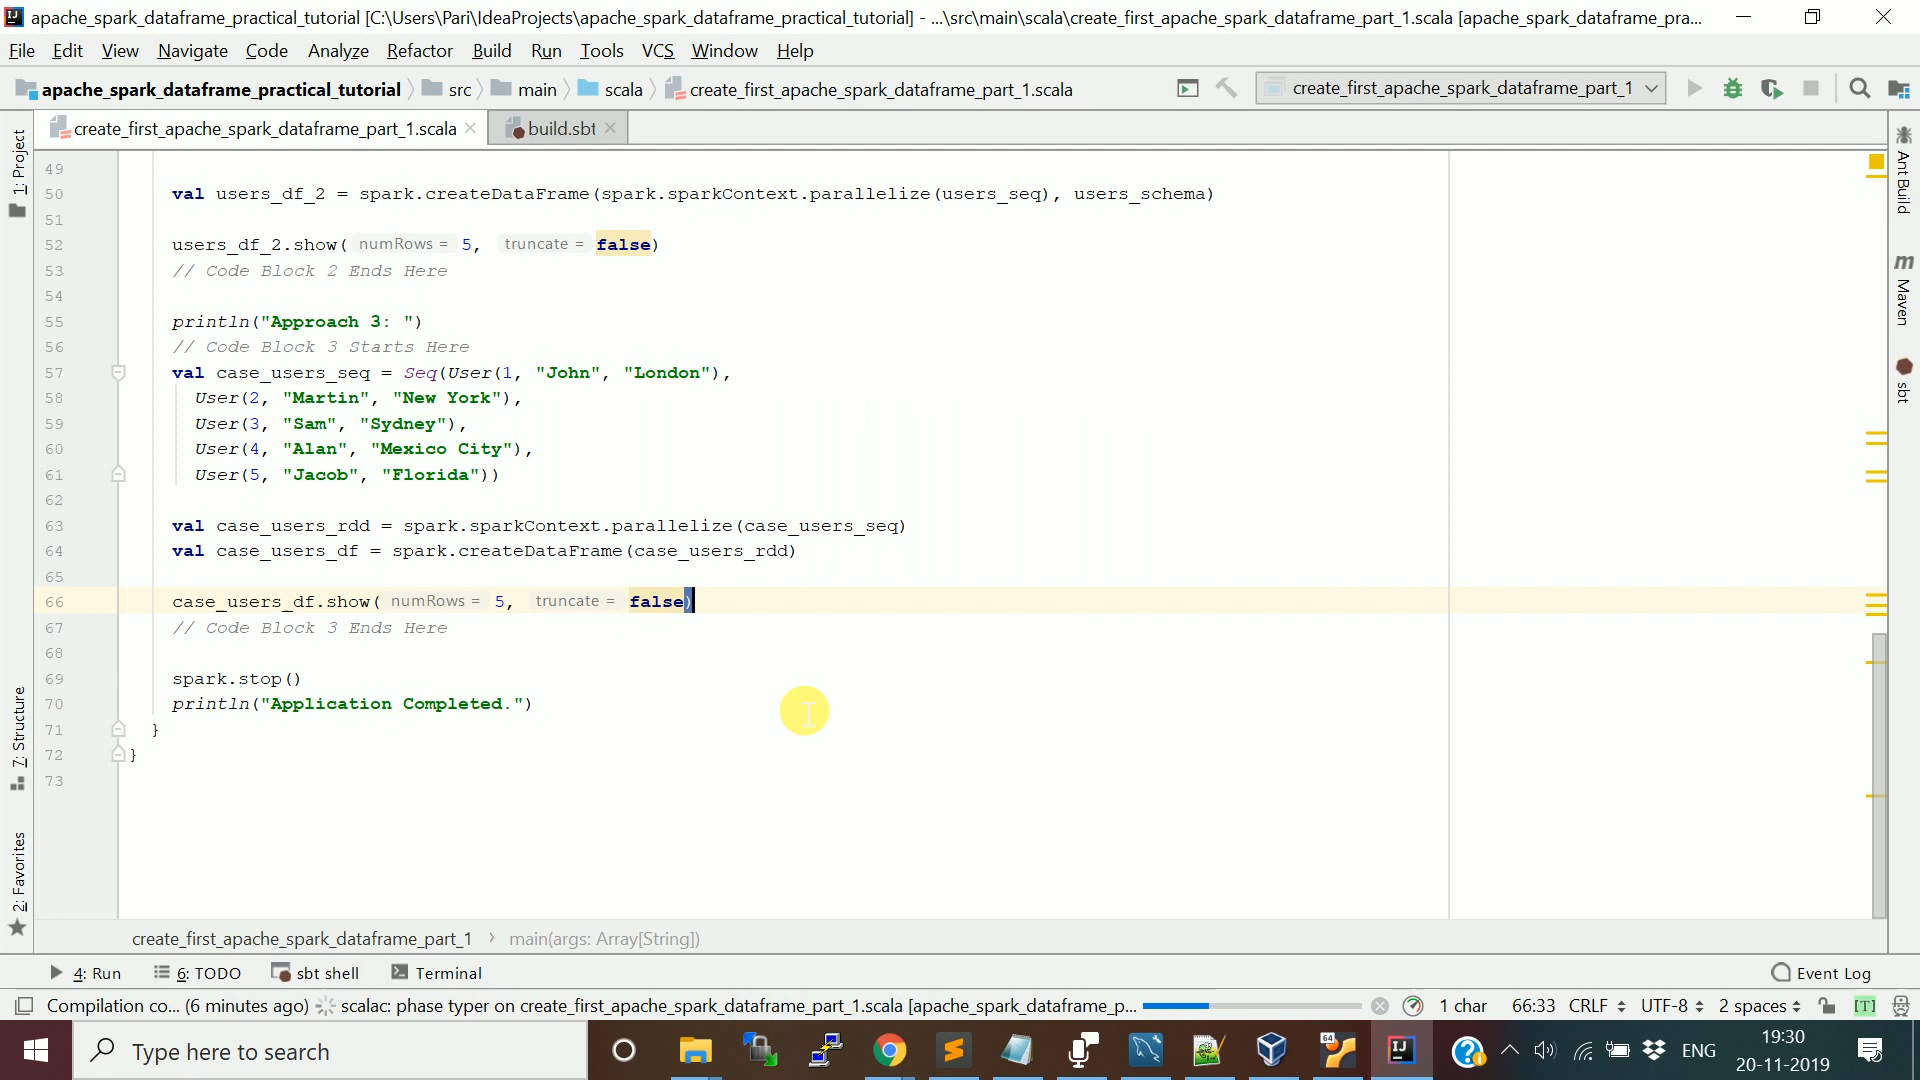 apache_spark_dataframe_practical_tutorial [C:\Users\Pari\IdeaProjects\apache_spark_dataframe_practical_tutorial] - ...\src\main\scala\create_first_apache_spark_dataframe_part_1.scala [apache_spark_dataframe_pra...
File Edit View Navigate Code Analyze Refactor Build Run Tools VCS Window Help
apache_spark_dataframe_practical_tutorial src main scala create_first_apache_spark_dataframe_part_1.scala create_first_apache_spark_dataframe_part_1
create_first_apache_spark_dataframe_part_1.scala build.sbt
1: Project
7: Structure
2: Favorites
Ant Build
m Maven
sbt
49
50 val users_df_2 = spark.createDataFrame(spark.sparkContext.parallelize(users_seq), users_schema)
51
52 users_df_2.show( numRows = 5, truncate = false)
53 // Code Block 2 Ends Here
54
55 println("Approach 3: ")
56 // Code Block 3 Starts Here
57 val case_users_seq = Seq(User(1, "John", "London"),
58 User(2, "Martin", "New York"),
59 User(3, "Sam", "Sydney"),
60 User(4, "Alan", "Mexico City"),
61 User(5, "Jacob", "Florida"))
62
63 val case_users_rdd = spark.sparkContext.parallelize(case_users_seq)
64 val case_users_df = spark.createDataFrame(case_users_rdd)
65
66 case_users_df.show( numRows = 5, truncate = false)
67 // Code Block 3 Ends Here
68
69 spark.stop()
70 println("Application Completed.")
71 }
72 }
73
create_first_apache_spark_dataframe_part_1 › main(args: Array[String])
4: Run 6: TODO sbt shell Terminal Event Log
Compilation co... (6 minutes ago) scalac: phase typer on create_first_apache_spark_dataframe_part_1.scala [apache_spark_dataframe_p... 1 char 66:33 CRLF UTF-8 2 spaces [T]
Type here to search 64 IJ ENG 19:30
20-11-2019